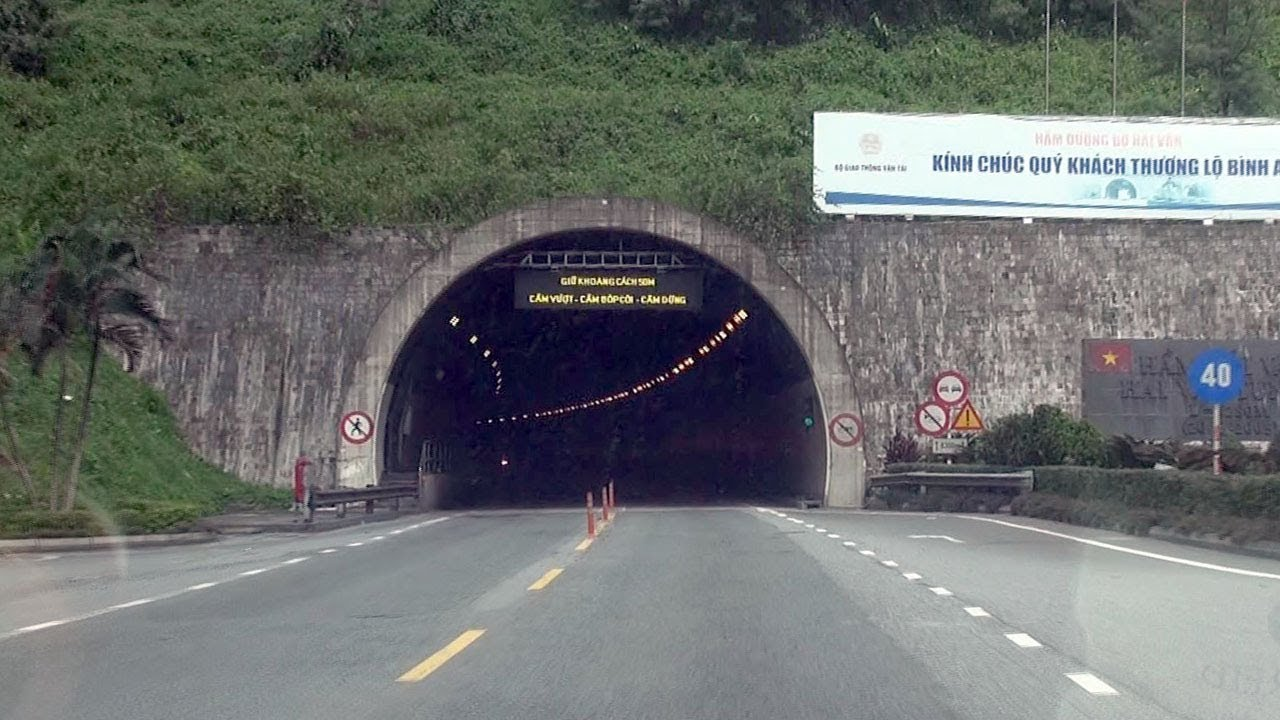 HẦM ĐƯỜNG BỘ HẢI VÂN
BỘ GIAO THÔNG VẬN TẢI
KÍNH CHÚC QUÝ KHÁCH THƯỢNG LỘ BÌNH A
GIỮ KHOẢNG CÁCH 50M
CẤM VƯỢT - CẤM BÓP CÒI - CẤM DỪNG
40